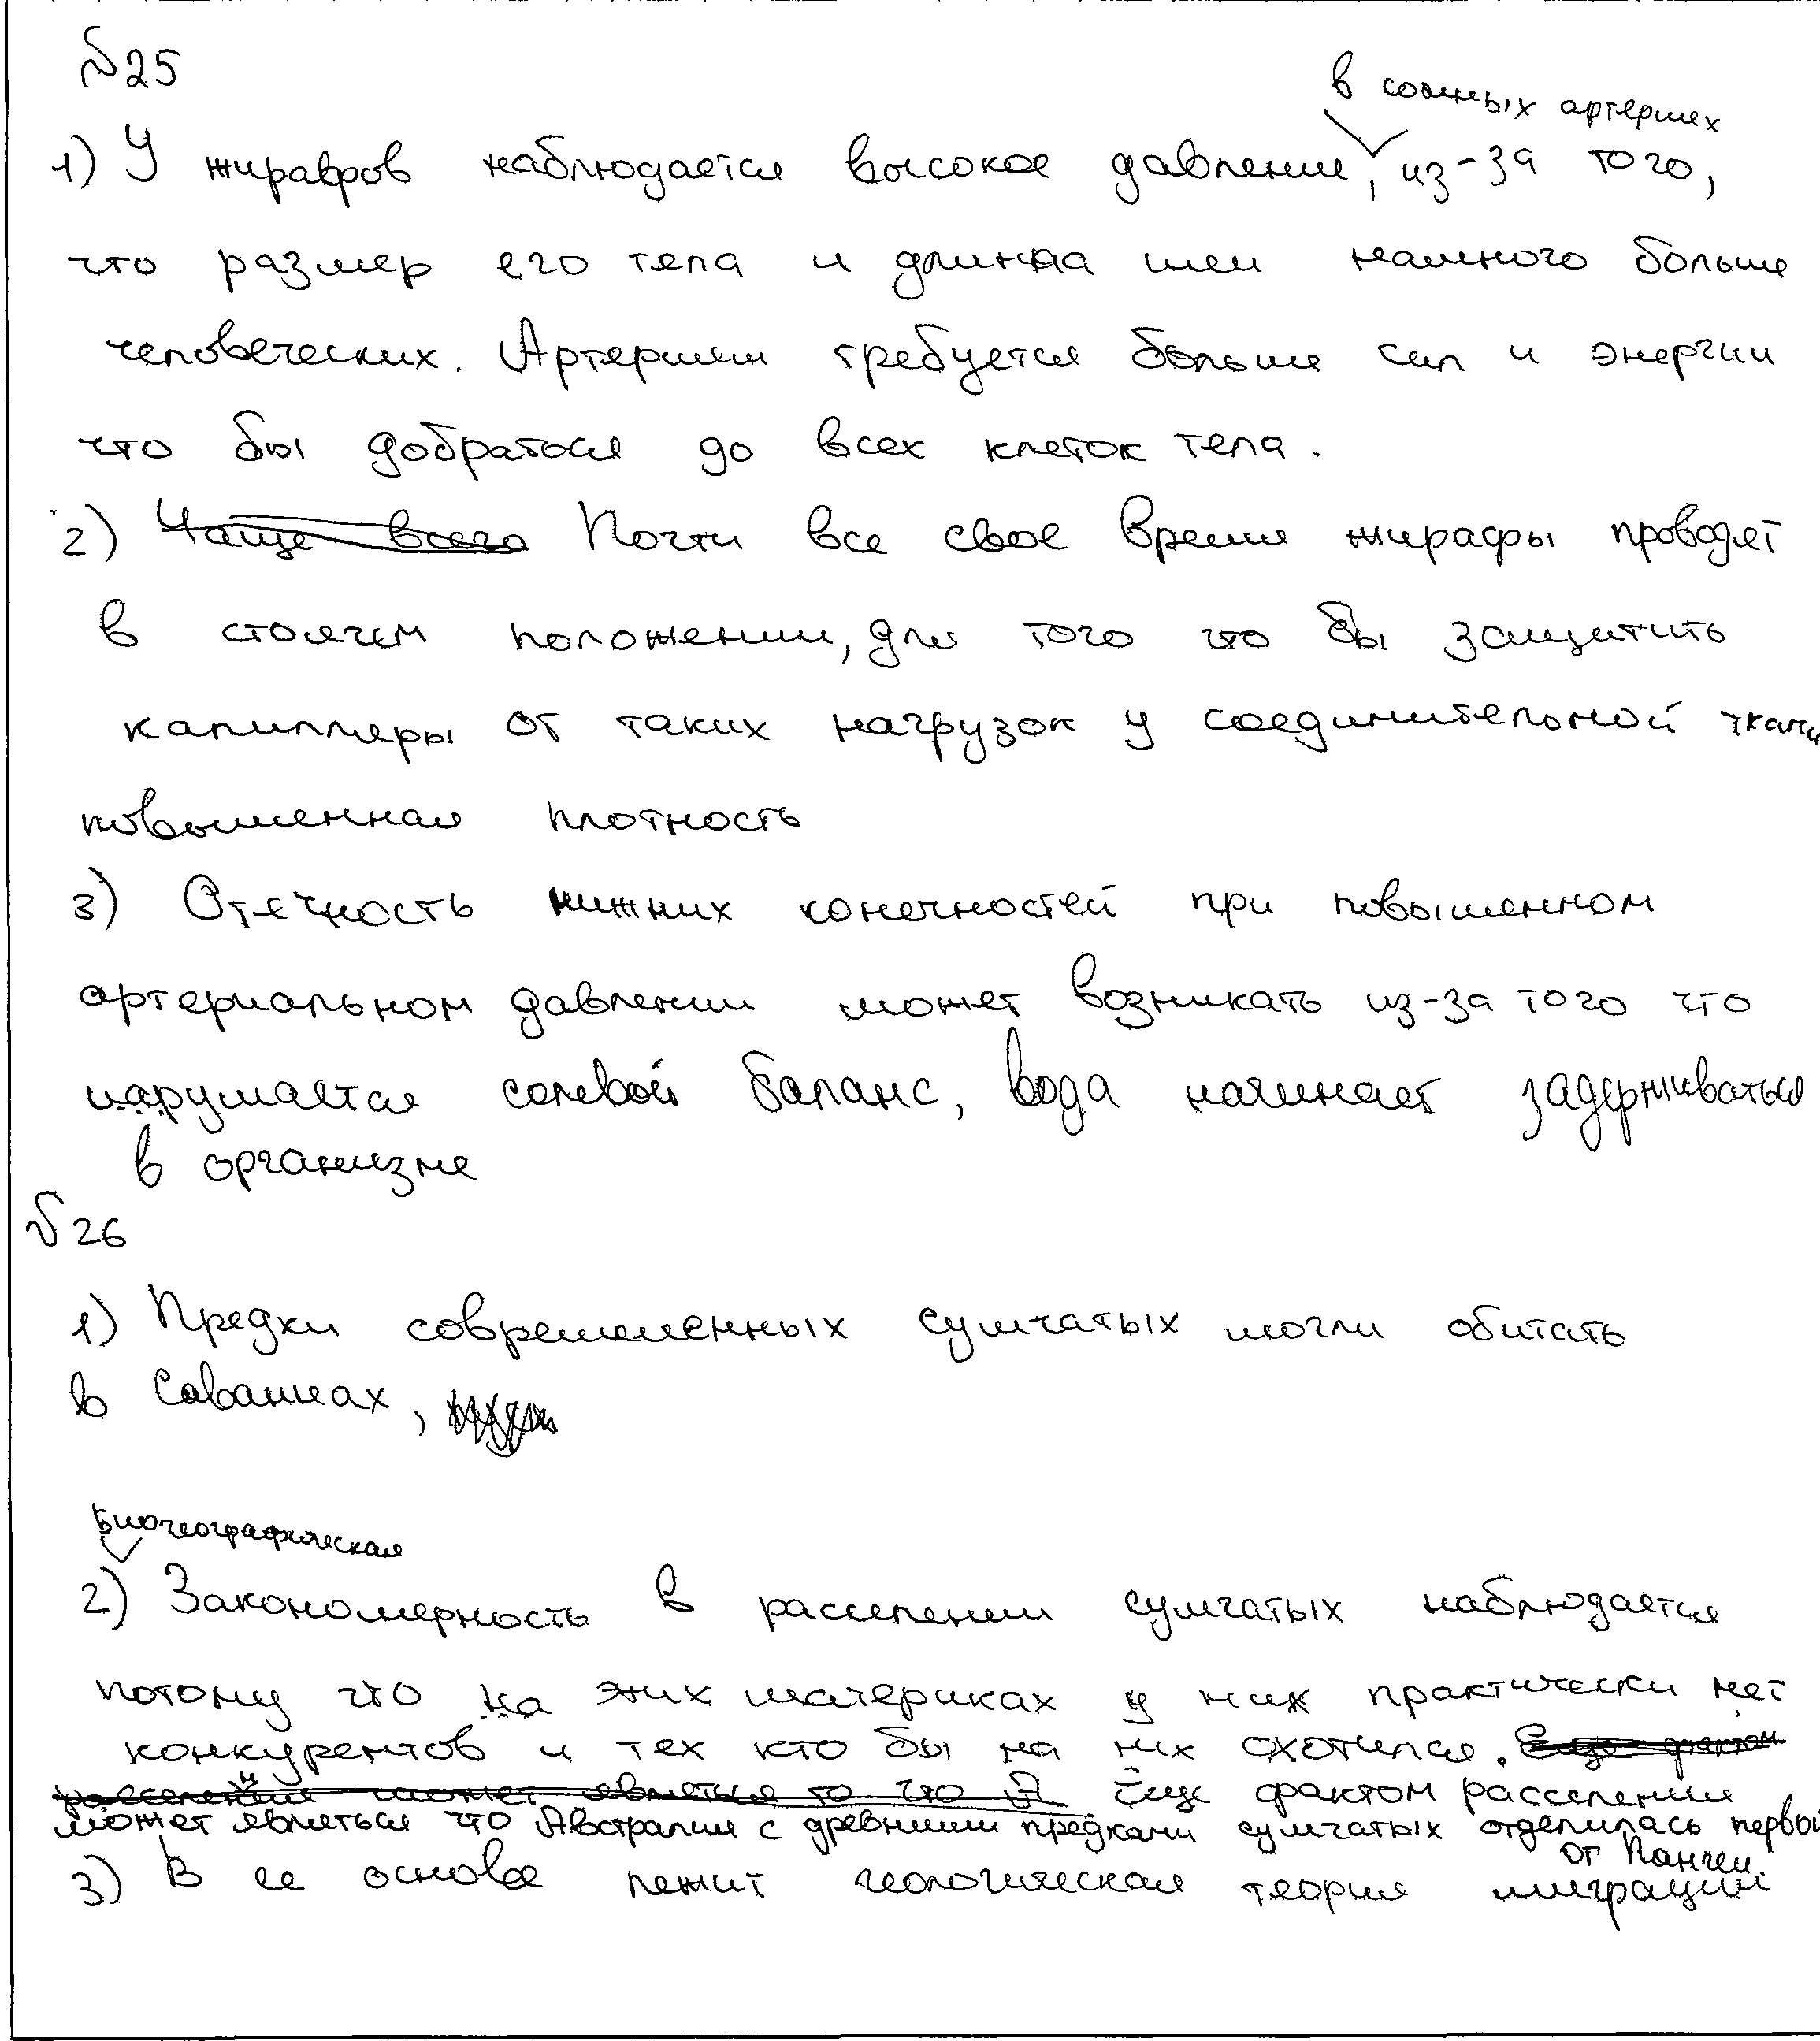 №25
в сонных артериях
1) У жирафров наблюдается высокое давление, из-за того,
что размер его тела и длинна шеи намного больше
человеческих. Артериям требуется больше сил и энергии
что бы добраться до всех клеток тела.
2) Чаще всего Почти все свое время жирафы проводят
в стоячем положении, для того что бы защитить
капилляры от таких нагрузок у соединительной ткани
повышенная плотность
3) Отечность нижних конечностей при повышенном
артериальном давлении может возникать из-за того что
нарушается солевой баланс, вода начинает задерживаться
в организме
№26
1) Предки современных сумчатых могли обитать
в Саваннах,
Биогеографическая
2) Закономерность в расселении сумчатых наблюдается
потому что на этих материках у них практически нет
конкурентов и тех кто бы на них охотился. Еще фактом
расселения может являться то что Еще фактом расселения
может являться что Австралия с древними предками сумчатых отделилась первой
от Пангеи.
3) В ее основе лежит геологическая теория миграции